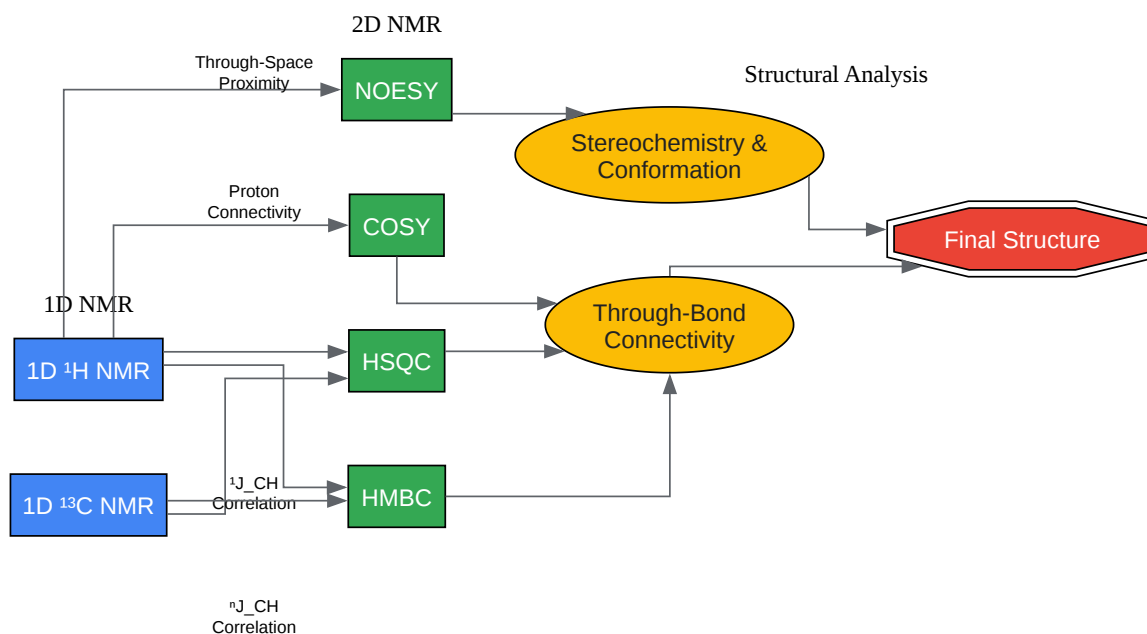 2D NMR
Through-Space
Proximity
NOESY
Structural Analysis
Stereochemistry &
Conformation
Proton
Connectivity
COSY
Final Structure
1D NMR
1D ¹H NMR
HSQC
Through-Bond
Connectivity
1D ¹³C NMR
¹J_CH
Correlation
HMBC
ⁿJ_CH
Correlation